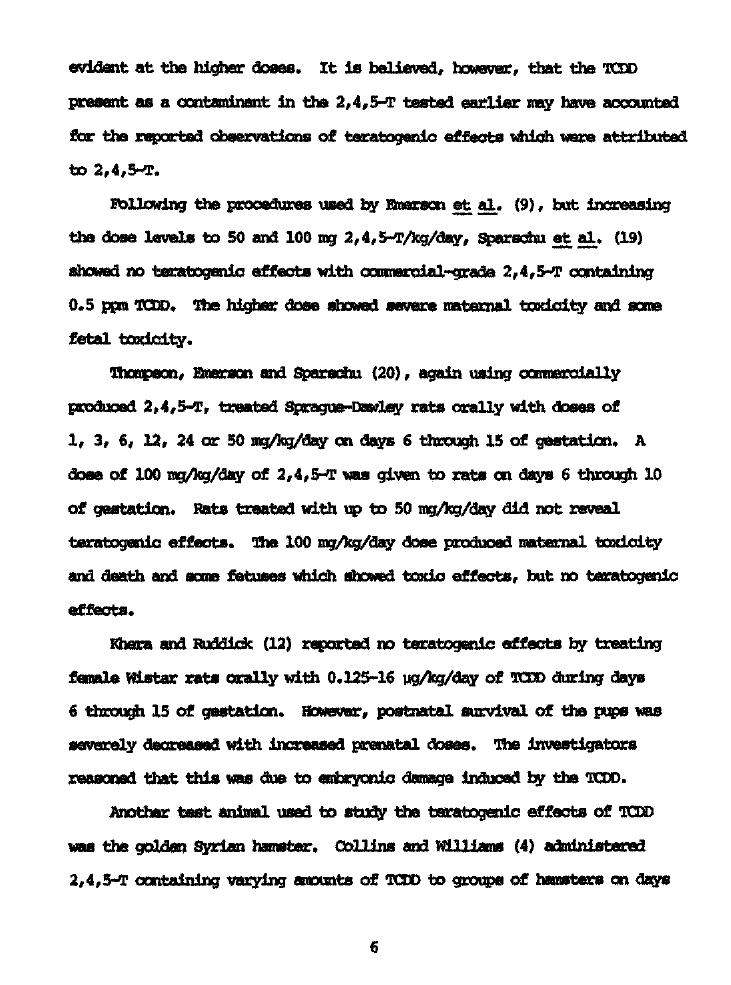 evident at the higher doses. It is believed, however, that the TCDD
present as a contaminant in the 2,4,5-T tested earlier may have accounted
for the reported observations of teratogenic effects which were attributed
to 2,4,5-T.
Following the procedures used by Emerson et al. (9), but increasing
the dose levels to 50 and 100 mg 2,4,5-T/kg/day, Sparschu et al. (19)
showed no teratogenic effects with commercial-grade 2,4,5-T containing
0.5 ppm TCDD. The higher dose showed severe maternal toxicity and some
fetal toxicity.
Thompson, Emerson and Sparschu (20), again using commercially
produced 2,4,5-T, treated Sprague-Dawley rats orally with doses of
1, 3, 6, 12, 24 or 50 mg/kg/day on days 6 through 15 of gestation. A
dose of 100 mg/kg/day of 2,4,5-T was given to rats on days 6 through 10
of gestation. Rats treated with up to 50 mg/kg/day did not reveal
teratogenic effects. The 100 mg/kg/day dose produced maternal toxicity
and death and some fetuses which showed toxic effects, but no teratogenic
effects.
Khera and Ruddick (12) reported no teratogenic effects by treating
female Wistar rats orally with 0.125-16 µg/kg/day of TCDD during days
6 through 15 of gestation. However, postnatal survival of the pups was
severely decreased with increased prenatal doses. The investigators
reasoned that this was due to embryonic damage induced by the TCDD.
Another test animal used to study the teratogenic effects of TCDD
was the golden Syrian hamster. Collins and Williams (4) administered
2,4,5-T containing varying amounts of TCDD to groups of hamsters on days
6